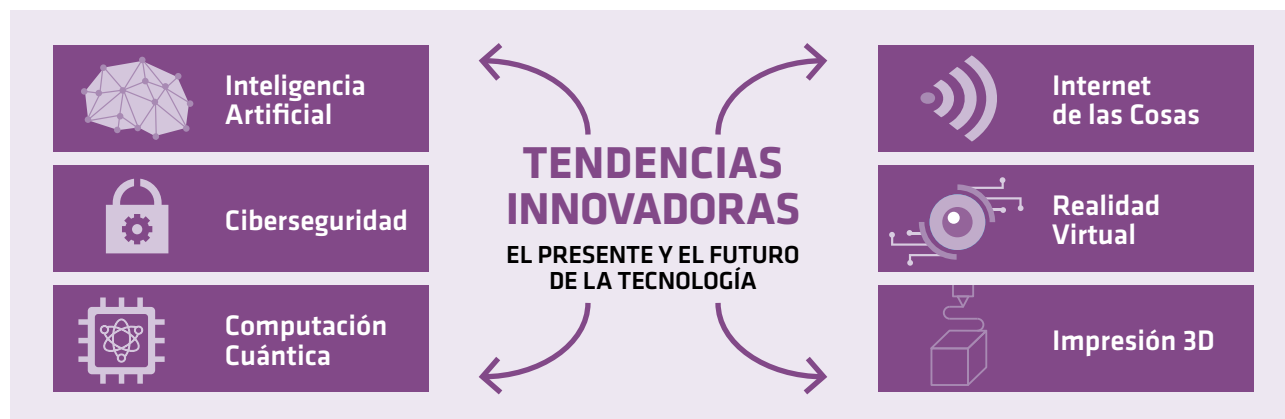 Inteligencia
Artificial
Ciberseguridad
Computación
Cuántica
TENDENCIAS
INNOVADORAS
EL PRESENTE Y EL FUTURO
DE LA TECNOLOGÍA
Internet
de las Cosas
Realidad
Virtual
Impresión 3D